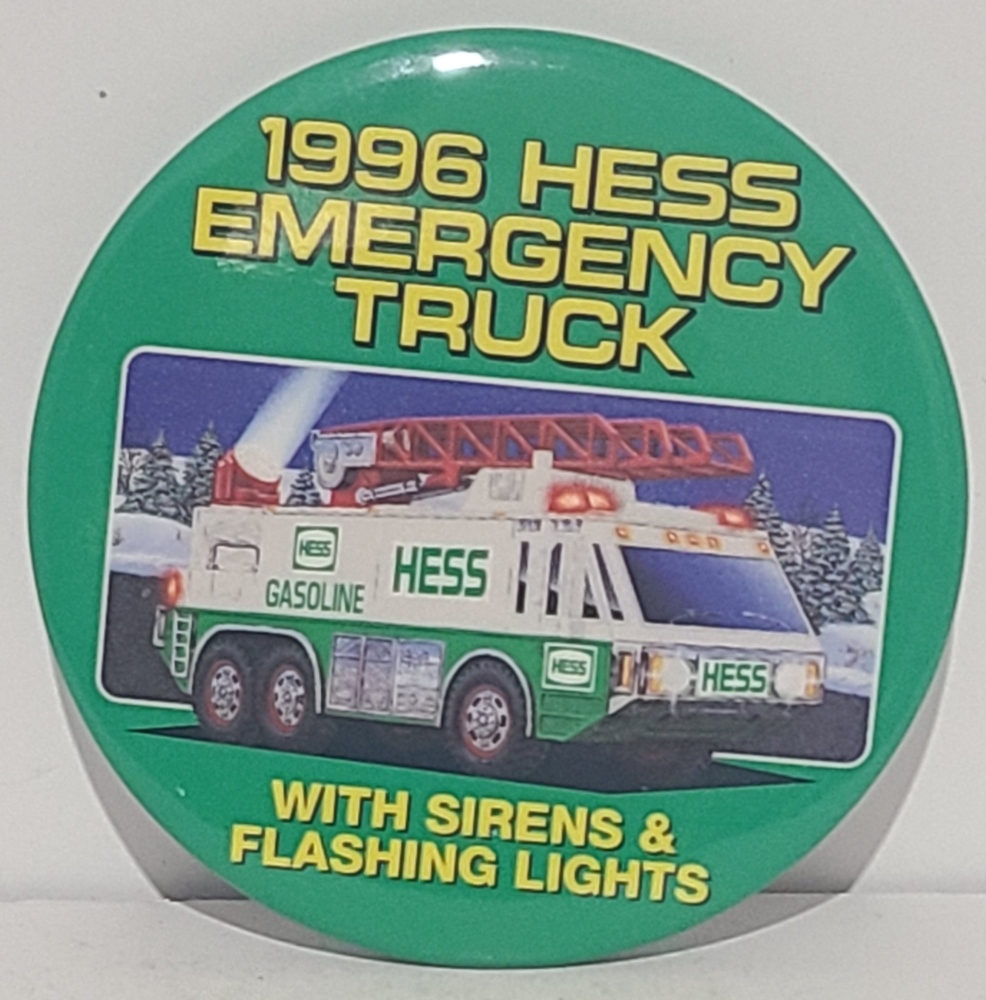 1996 HESS
EMERGENCY
TRUCK
HESS
GASOLINE
HESS
HESS
HESS
WITH SIRENS &
FLASHING LIGHTS